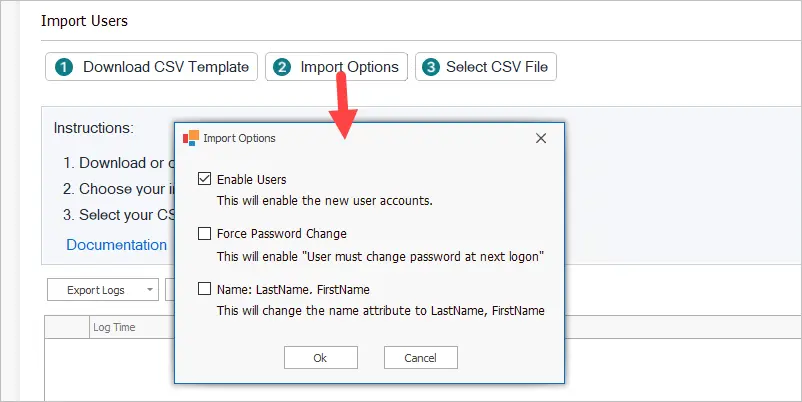 Import Users
1 Download CSV Template 2 Import Options 3 Select CSV File
Instructions:
1. Download or
2. Choose your
3. Select your CS
Documentation
Export Logs
Log Time
Import Options
Enable Users
This will enable the new user accounts.
Force Password Change
This will enable "User must change password at next logon"
Name: LastName. FirstName
This will change the name attribute to LastName, FirstName
Ok Cancel